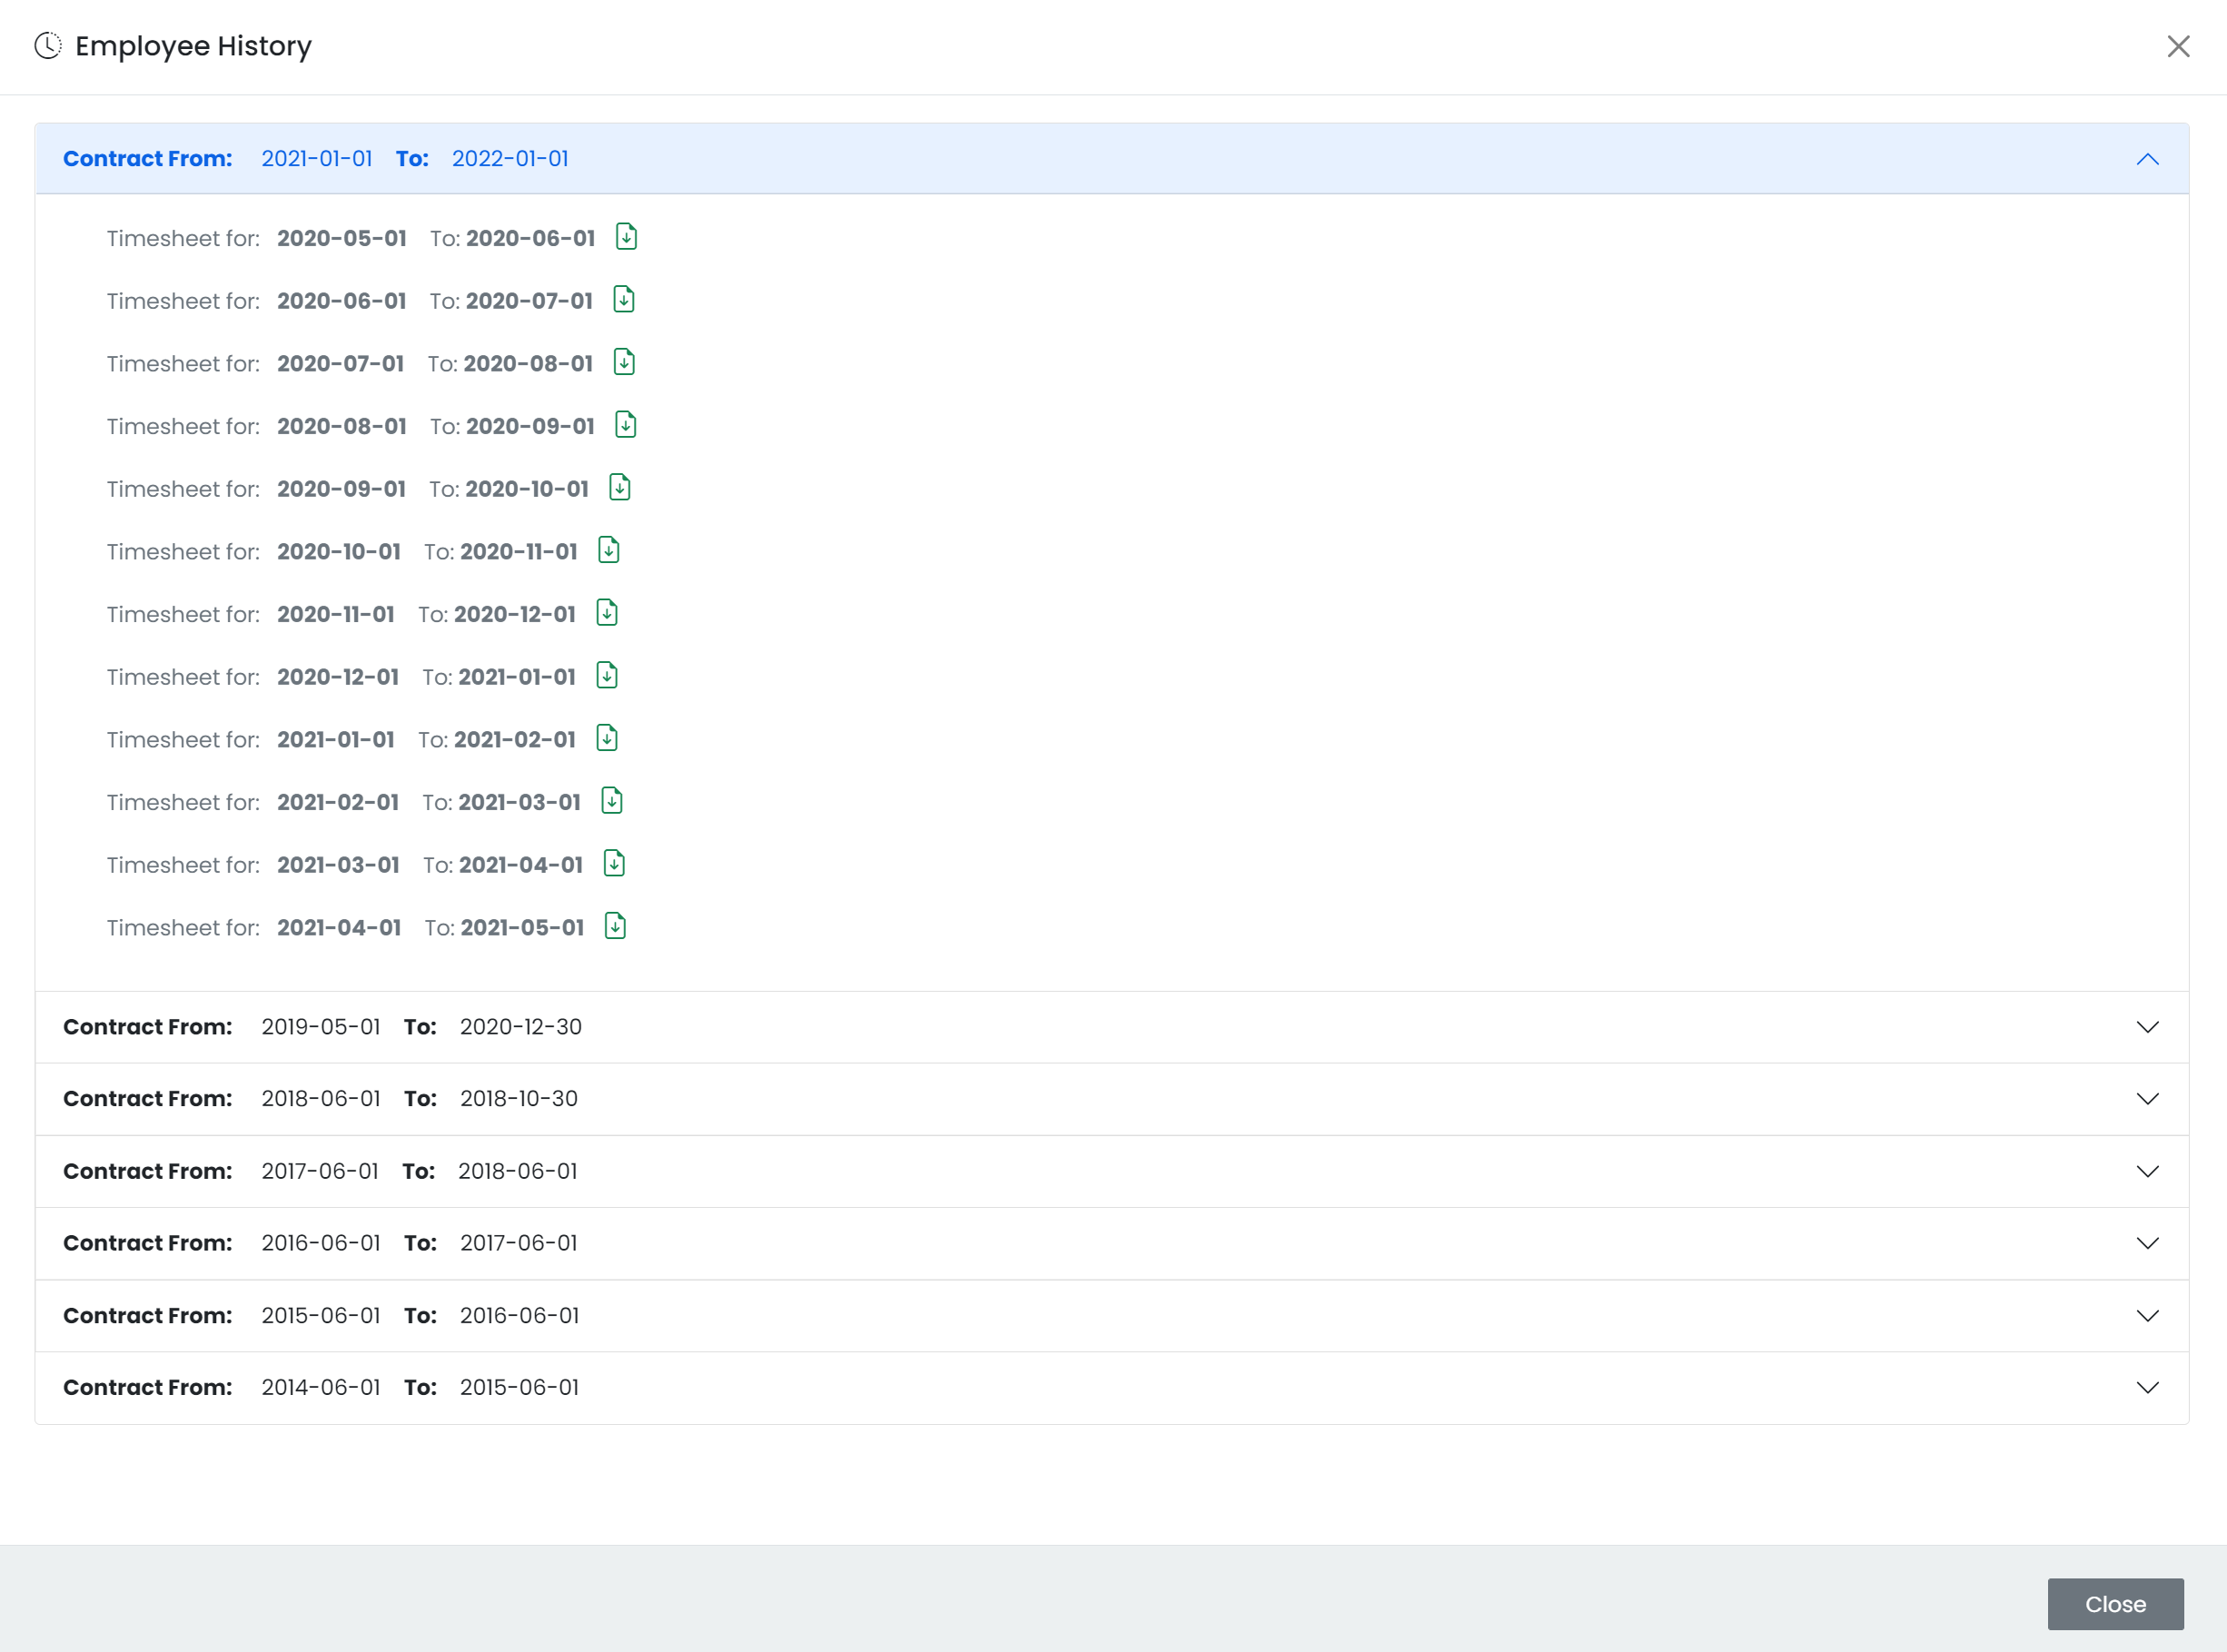 Employee History
Contract From: 2021-01-01 To: 2022-01-01
Timesheet for: 2020-05-01 To: 2020-06-01
Timesheet for: 2020-06-01 To: 2020-07-01
Timesheet for: 2020-07-01 To: 2020-08-01
Timesheet for: 2020-08-01 To: 2020-09-01
Timesheet for: 2020-09-01 To: 2020-10-01
Timesheet for: 2020-10-01 To: 2020-11-01
Timesheet for: 2020-11-01 To: 2020-12-01
Timesheet for: 2020-12-01 To: 2021-01-01
Timesheet for: 2021-01-01 To: 2021-02-01
Timesheet for: 2021-02-01 To: 2021-03-01
Timesheet for: 2021-03-01 To: 2021-04-01
Timesheet for: 2021-04-01 To: 2021-05-01
Contract From: 2019-05-01 To: 2020-12-30
Contract From: 2018-06-01 To: 2018-10-30
Contract From: 2017-06-01 To: 2018-06-01
Contract From: 2016-06-01 To: 2017-06-01
Contract From: 2015-06-01 To: 2016-06-01
Contract From: 2014-06-01 To: 2015-06-01
Close